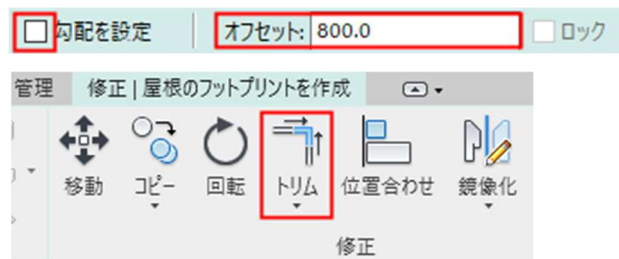 勾配を設定 オフセット: 800.0 ロック
管理 修正 | 屋根のフットプリントを作成
移動 コピー 回転 トリム 位置合わせ 鏡像化
修正